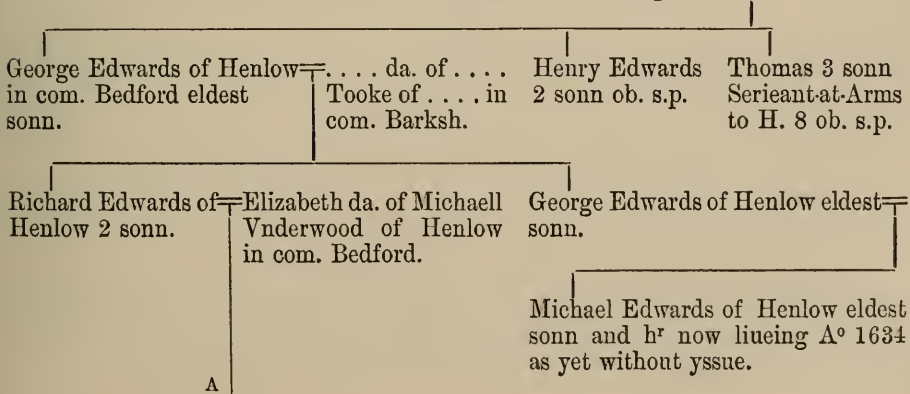 George Edwards of Henlow=. . . . da. of . . . .
in com. Bedford eldest
sonn.
Tooke of . . . . in
com. Barksh.
Henry Edwards
2 sonn ob. s.p.
Thomas 3 sonn
Serieant-at-Arms
to H. 8 ob. s.p.
Richard Edwards of=Elizabeth da. of Michaell
Henlow 2 sonn.
Vnderwood of Henlow
in com. Bedford.
George Edwards of Henlow eldest=
sonn.
Michael Edwards of Henlow eldest
sonn and hʳ now liueing Aº 1634
as yet without yssue.
A